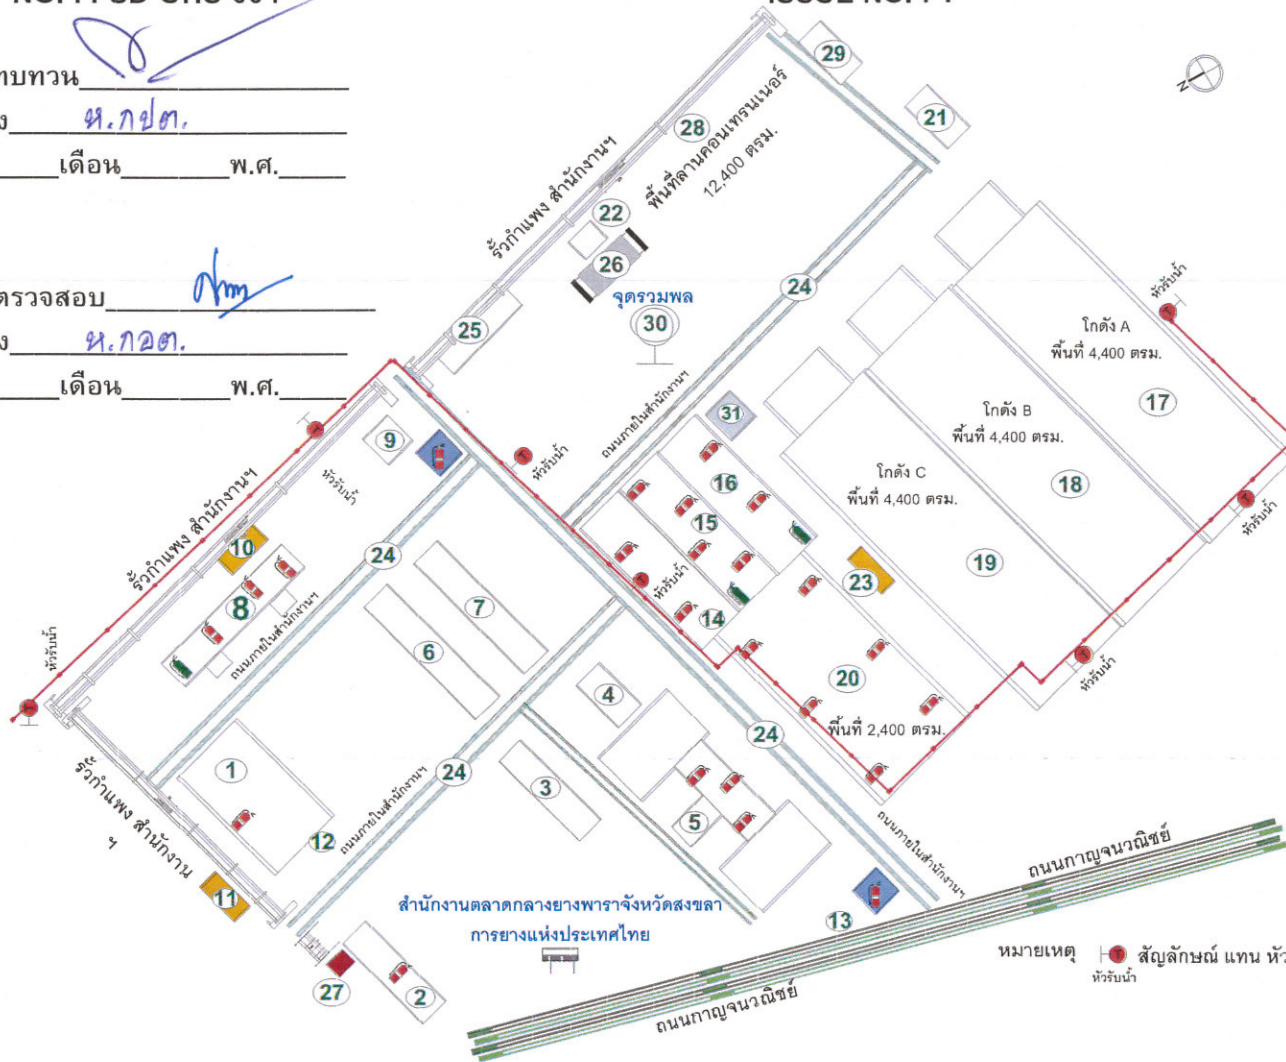 ทบทวน
ง ห.กปต.
เดือน พ.ศ.
ตรวจสอบ
ง ห.กอต.
เดือน พ.ศ.
29
21
N
28
รั้วกำแพง สำนักงานฯ
พื้นที่ลานคอนเทรนเนอร์
12,400 ตรม.
22
26
24
จุดรวมพล
30
25
หัวรับน้ำ
โกดัง A
พื้นที่ 4,400 ตรม.
17
ถนนภายในสำนักงานฯ
31
โกดัง B
พื้นที่ 4,400 ตรม.
18
9
หัวรับน้ำ
หัวรับน้ำ
16
โกดัง C
พื้นที่ 4,400 ตรม.
19
หัวรับน้ำ
รั้วกำแพง สำนักงานฯ
10
24
15
7
23
หัวรับน้ำ
8
14
6
ถนนภายในสำนักงานฯ
หัวรับน้ำ
20
พื้นที่ 2,400 ตรม.
หัวรับน้ำ
4
24
1
24
3
5
รั้วกำแพง สำนักงาน
ฯ
12
ถนนภายในสำนักงานฯ
ถนนภายในสำนักงานฯ
11
13
ถนนกาญจนวณิชย์
สำนักงานตลาดกลางยางพาราจังหวัดสงขลา
การยางแห่งประเทศไทย
27
2
ถนนกาญจนวณิชย์
หมายเหตุ สัญลักษณ์ แทน หัว
หัวรับน้ำ